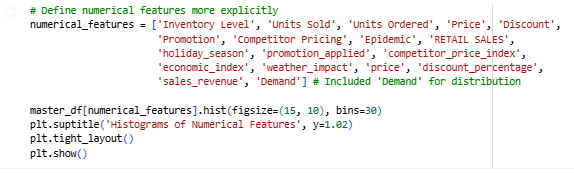 # Define numerical features more explicitly
numerical_features = ['Inventory Level', 'Units Sold', 'Units Ordered', 'Price', 'Discount',
'Promotion', 'Competitor Pricing', 'Epidemic', 'RETAIL SALES',
'holiday_season', 'promotion_applied', 'competitor_price_index',
'economic_index', 'weather_impact', 'price', 'discount_percentage',
'sales_revenue', 'Demand'] # Included 'Demand' for distribution
master_df[numerical_features].hist(figsize=(15, 10), bins=30)
plt.suptitle('Histograms of Numerical Features', y=1.02)
plt.tight_layout()
plt.show()